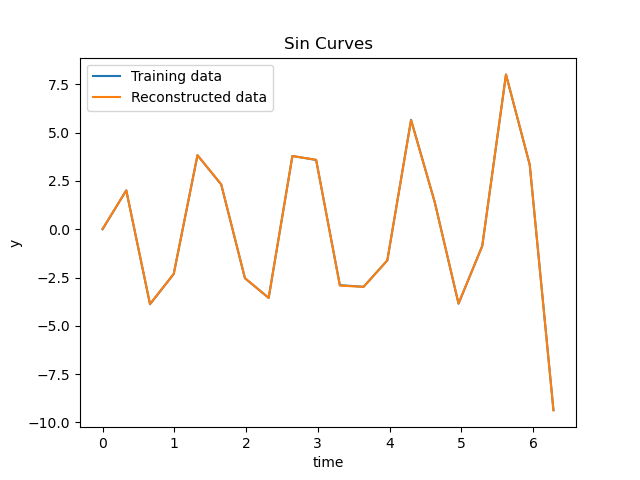 Sin Curves
Training data
Reconstructed data
7.5
5.0
2.5
0.0
−2.5
−5.0
−7.5
−10.0
y
0 1 2 3 4 5 6
time